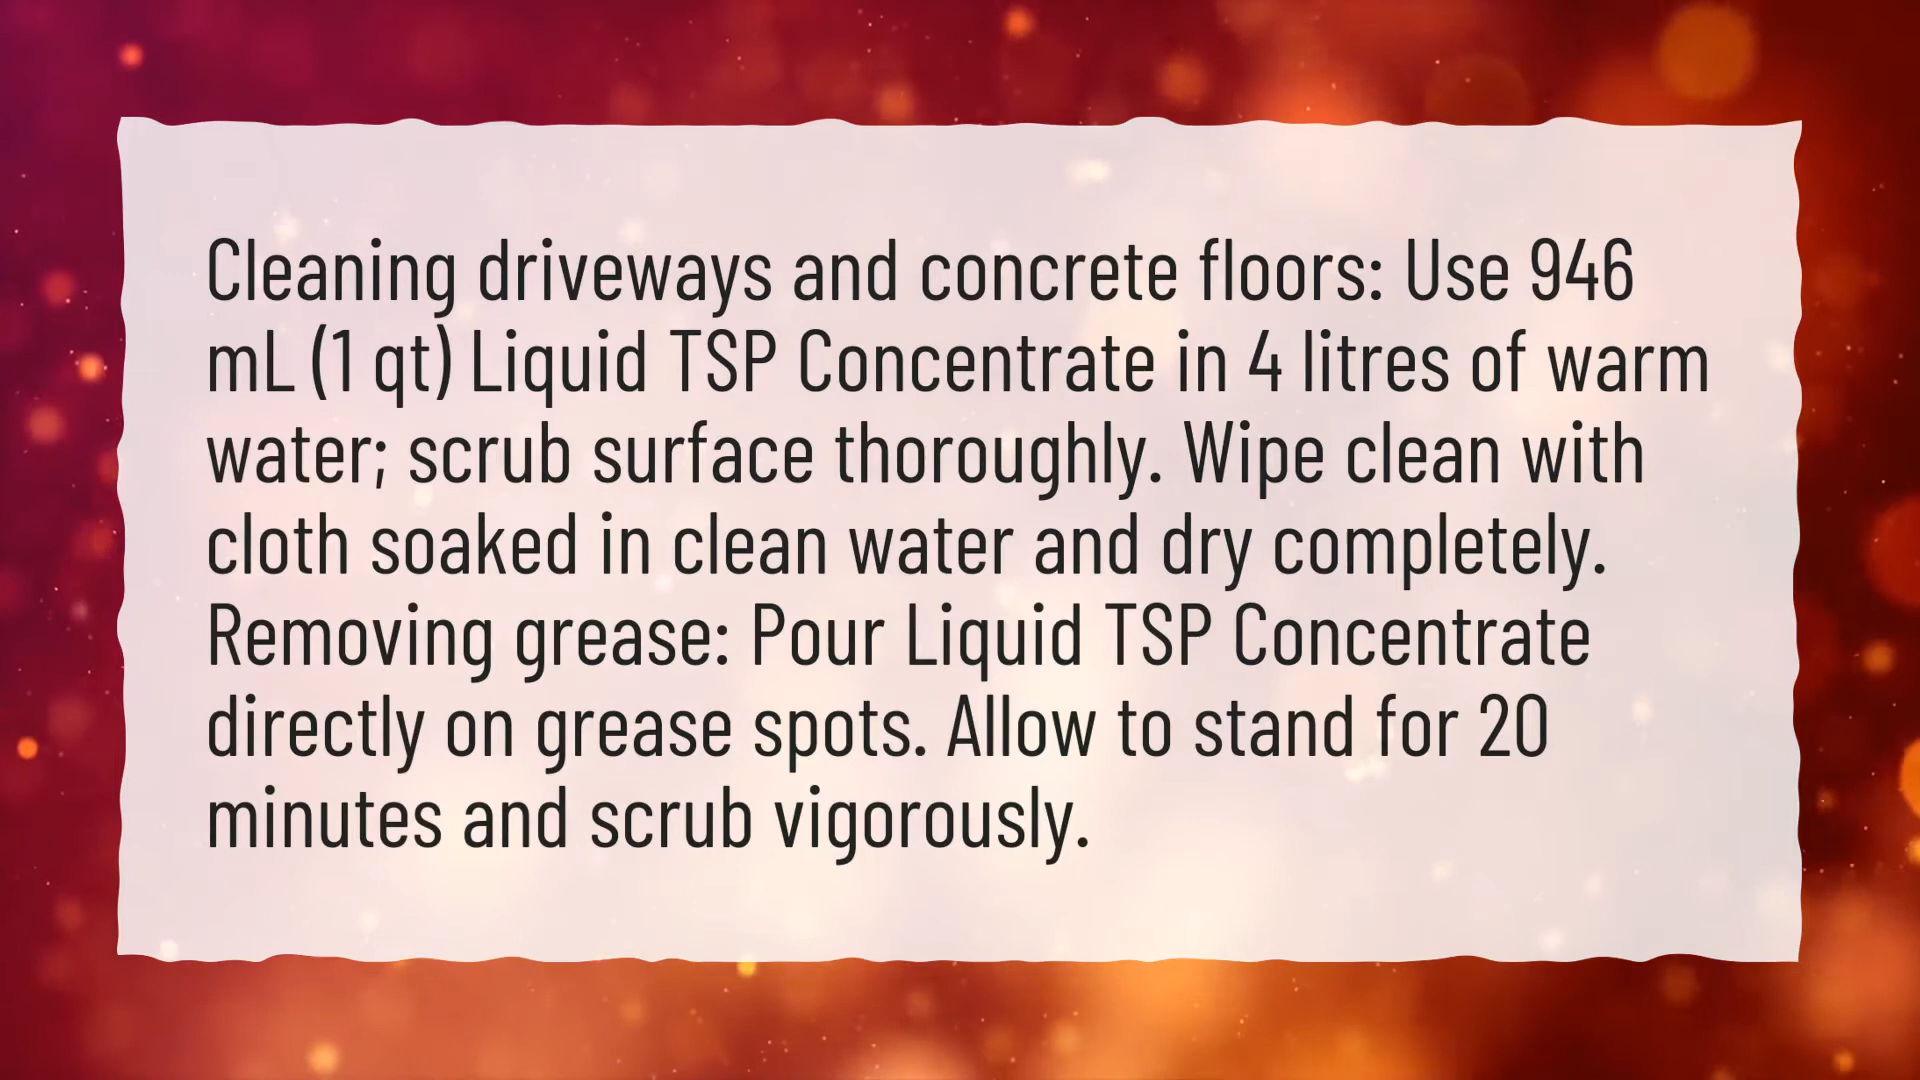 Cleaning driveways and concrete floors: Use 946
mL (1 qt) Liquid TSP Concentrate in 4 litres of warm
water; scrub surface thoroughly. Wipe clean with
cloth soaked in clean water and dry completely.
Removing grease: Pour Liquid TSP Concentrate
directly on grease spots. Allow to stand for 20
minutes and scrub vigorously.